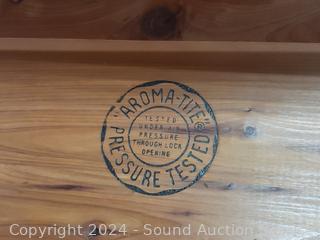 "AROMA-TITE"®
TESTED
UNDER AIR
PRESSURE
THROUGH LOCK
OPENING
PRESSURE TESTED
Copyright 2024 - Sound Auction